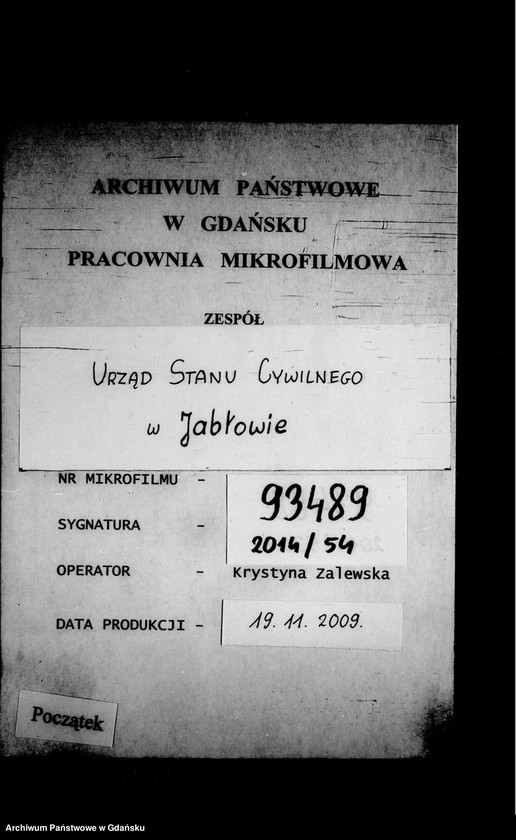 ARCHIWUM PAŃSTWOWE
W GDAŃSKU
PRACOWNIA MIKROFILMOWA
ZESPÓŁ
URZĄD STANU CYWILNEGO
w Jabłowie
NR MIKROFILMU - 93489
SYGNATURA - 2014/54
OPERATOR - Krystyna Zalewska
DATA PRODUKCJI - 19. 11. 2009.
Początek
Archiwum Państwowe w Gdańsku